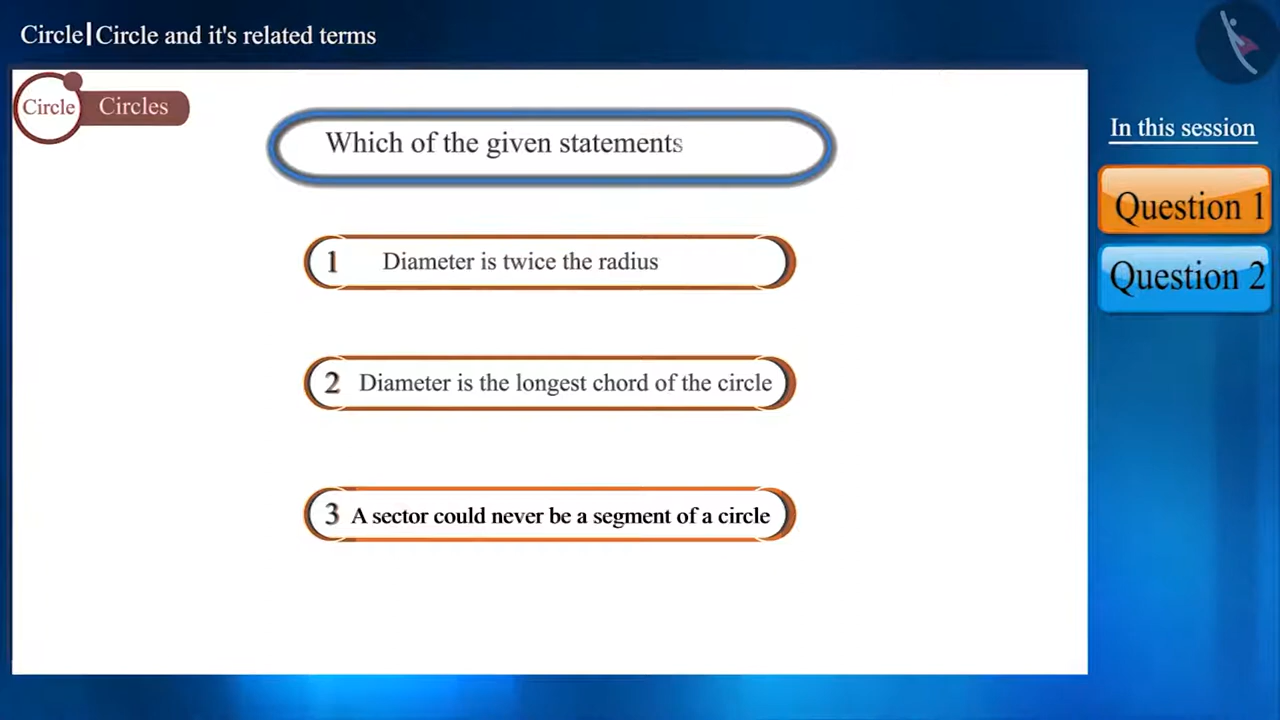 Circle|Circle and it's related terms
Circle Circles
In this session
Which of the given statements
Question 1
1 Diameter is twice the radius
Question 2
2 Diameter is the longest chord of the circle
3 A sector could never be a segment of a circle